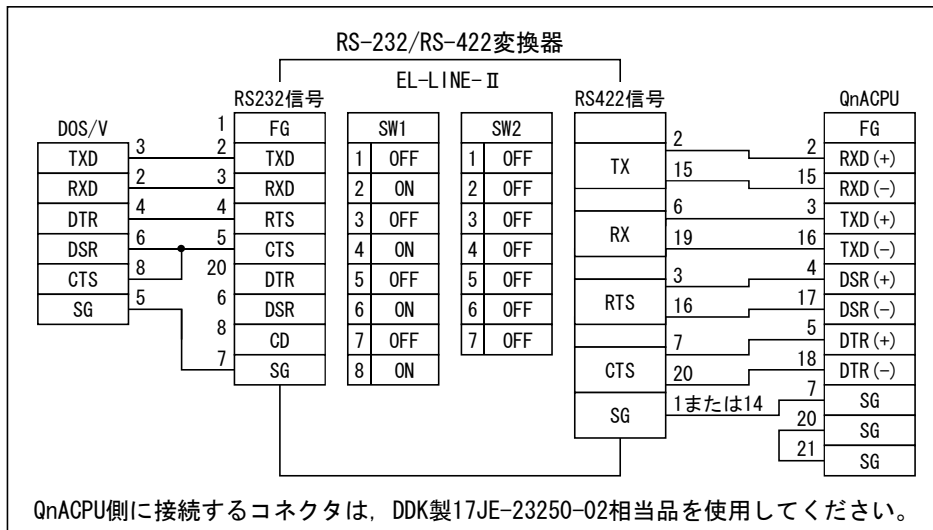 RS-232/RS-422変換器
EL-LINE-Ⅱ
RS232信号
RS422信号
QnACPU
DOS/V
1 FG
SW1
SW2
FG
TXD 3 2 TXD
1 OFF
1 OFF
TX 2 2 RXD(+)
RXD 2 3 RXD
2 ON
2 OFF
15 15 RXD(-)
DTR 4 4 RTS
3 OFF
3 OFF
RX 6 3 TXD(+)
DSR 6 5 CTS
4 ON
4 OFF
19 16 TXD(-)
CTS 8 20 DTR
5 OFF
5 OFF
RTS 3 4 DSR(+)
SG 5 6 DSR
6 ON
6 OFF
16 17 DSR(-)
8 CD
7 OFF
7 OFF
7 5 DTR(+)
7 SG
8 ON
CTS 20 18 DTR(-)
SG 1または14 7 SG
20 SG
21 SG
QnACPU側に接続するコネクタは，DDK製17JE-23250-02相当品を使用してください。